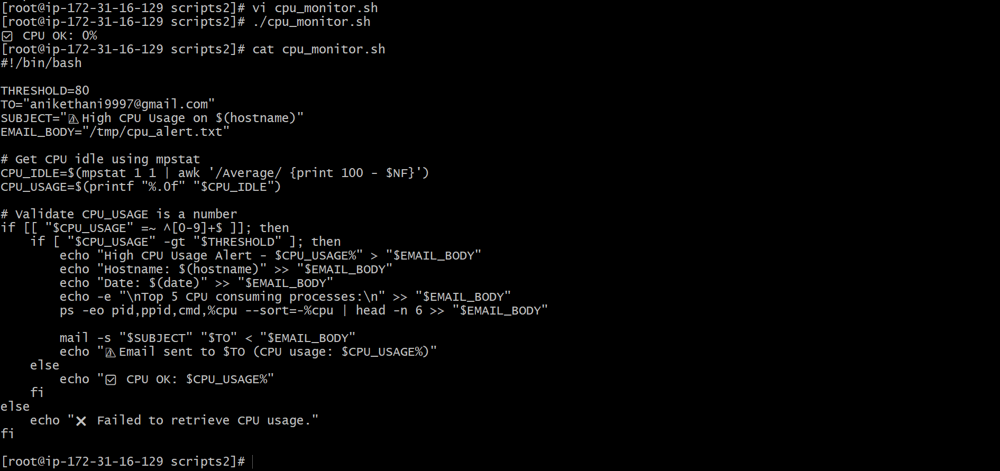 [root@ip-172-31-16-129 scripts2]# vi cpu_monitor.sh
[root@ip-172-31-16-129 scripts2]# ./cpu_monitor.sh
☑ CPU OK: 0%
[root@ip-172-31-16-129 scripts2]# cat cpu_monitor.sh
#!/bin/bash

THRESHOLD=80
TO="anikethani9997@gmail.com"
SUBJECT="⚠ High CPU Usage on $(hostname)"
EMAIL_BODY="/tmp/cpu_alert.txt"

# Get CPU idle using mpstat
CPU_IDLE=$(mpstat 1 1 | awk '/Average/ {print 100 - $NF}')
CPU_USAGE=$(printf "%.0f" "$CPU_IDLE")

# Validate CPU_USAGE is a number
if [[ "$CPU_USAGE" =~ ^[0-9]+$ ]]; then
    if [ "$CPU_USAGE" -gt "$THRESHOLD" ]; then
        echo "High CPU Usage Alert - $CPU_USAGE%" > "$EMAIL_BODY"
        echo "Hostname: $(hostname)" >> "$EMAIL_BODY"
        echo "Date: $(date)" >> "$EMAIL_BODY"
        echo -e "\nTop 5 CPU consuming processes:\n" >> "$EMAIL_BODY"
        ps -eo pid,ppid,cmd,%cpu --sort=-%cpu | head -n 6 >> "$EMAIL_BODY"

        mail -s "$SUBJECT" "$TO" < "$EMAIL_BODY"
        echo "⚠ Email sent to $TO (CPU usage: $CPU_USAGE%)"
    else
        echo "☑ CPU OK: $CPU_USAGE%"
    fi
else
    echo "❌ Failed to retrieve CPU usage."
fi

[root@ip-172-31-16-129 scripts2]#